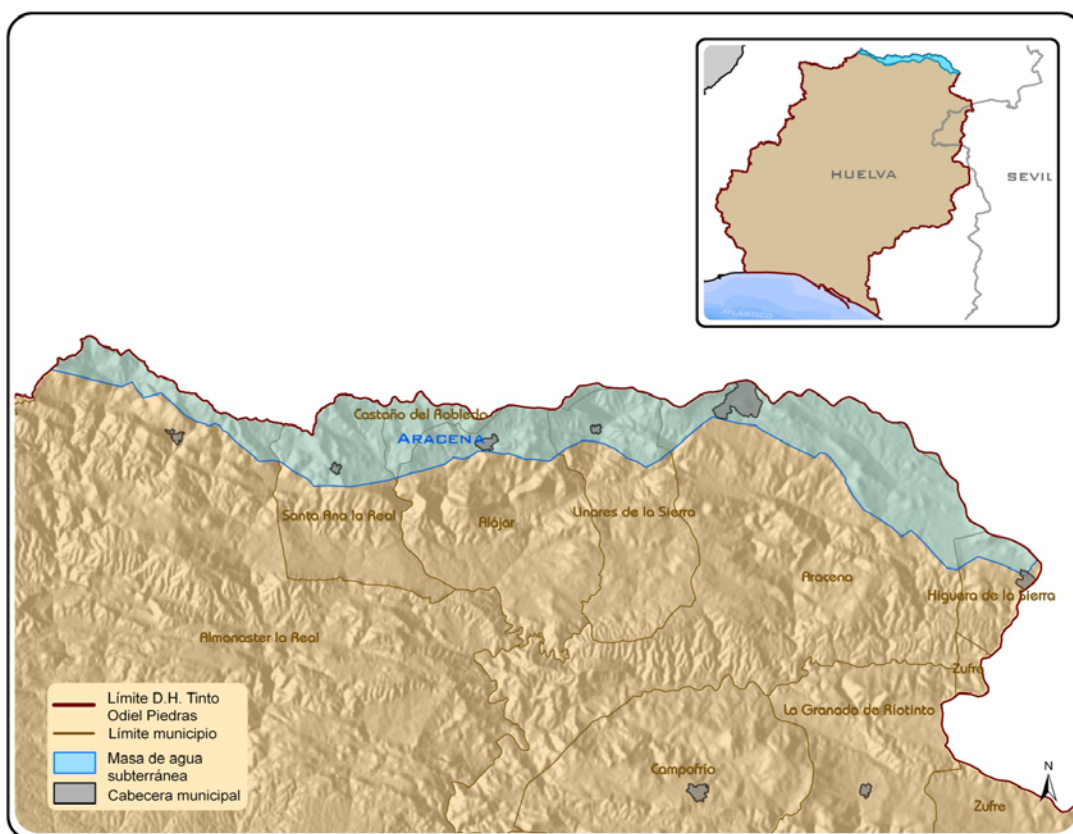 HUELVA
SEVIL
ATLÁNTICO
Castaño del Robledo
ARACENA
Santa Ana la Real
Alájar
Linares de la Sierra
Aracena
Higuera de la Sierra
Almonaster la Real
Zufre
La Granada de Riotinto
Campofrío
Zufre
N
Límite D.H. Tinto
Odiel Piedras
Límite municipio
Masa de agua
subterránea
Cabecera municipal